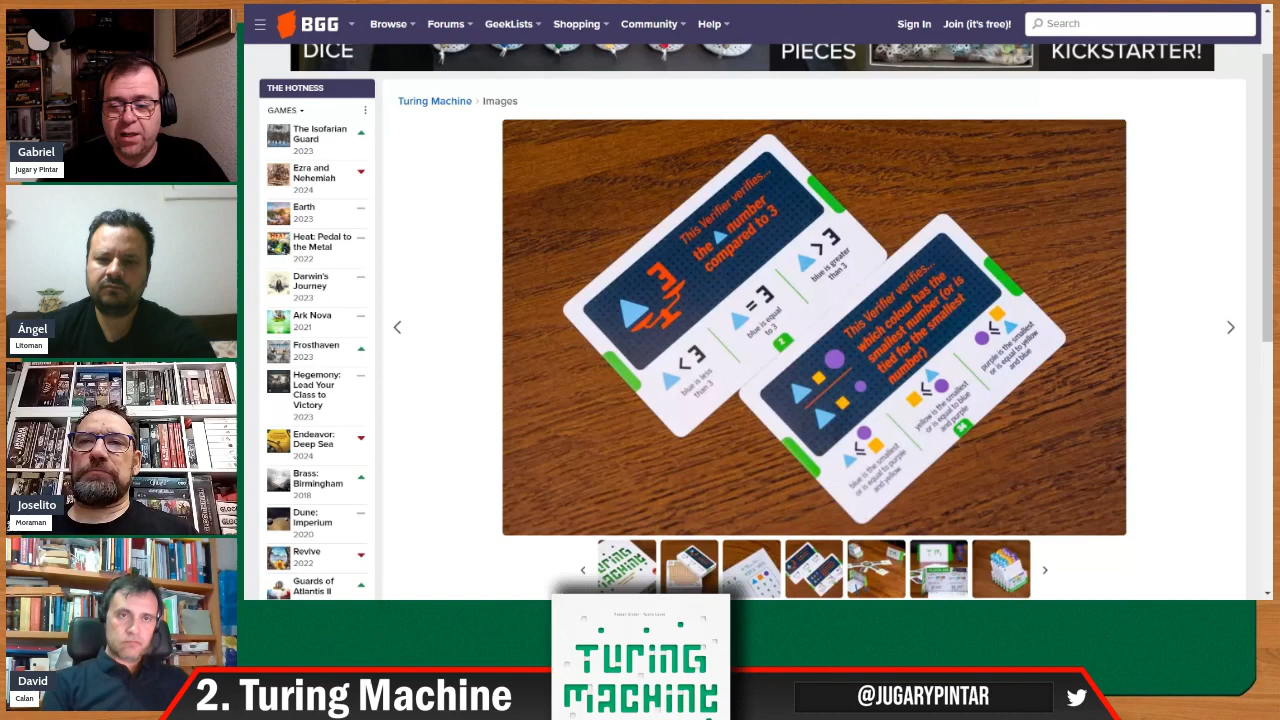 BGG
Browse
Forums
GeekLists
Shopping
Community
Help
Sign In
Join (it's free)!
Search
DICE
PIECES
KICKSTARTER!
Gabriel
Jugar y Pintar
Ángel
Litoman
Joselito
Moraman
David
Calan
THE HOTNESS
GAMES
The Isofarian
Guard
2023
Ezra and
Nehemiah
2024
Earth
2023
Heat: Pedal to
the Metal
2022
Darwin's
Journey
2023
Ark Nova
2021
Frosthaven
2023
Hegemony:
Lead Your
Class to
Victory
2023
Endeavor:
Deep Sea
2024
Brass:
Birmingham
2018
Dune:
Imperium
2020
Revive
2022
Guards of
Atlantis II
Turing Machine › Images
This Verifier verifies...
the number
compared to 3
3
< 3
blue is less
than 3
= 3
blue is equal
to 3
> 3
blue is greater
than 3
2
This Verifier verifies...
which colour has the
smallest number (or is
tied for the smallest
number)
blue is the smallest
or is equal to purple
and yellow
yellow is the smallest
or is equal to blue
and purple
purple is the smallest
or is equal to yellow
and blue
34
TURING
MACHINE
TURING
MACHINE
2. Turing Machine
@JUGARYPINTAR